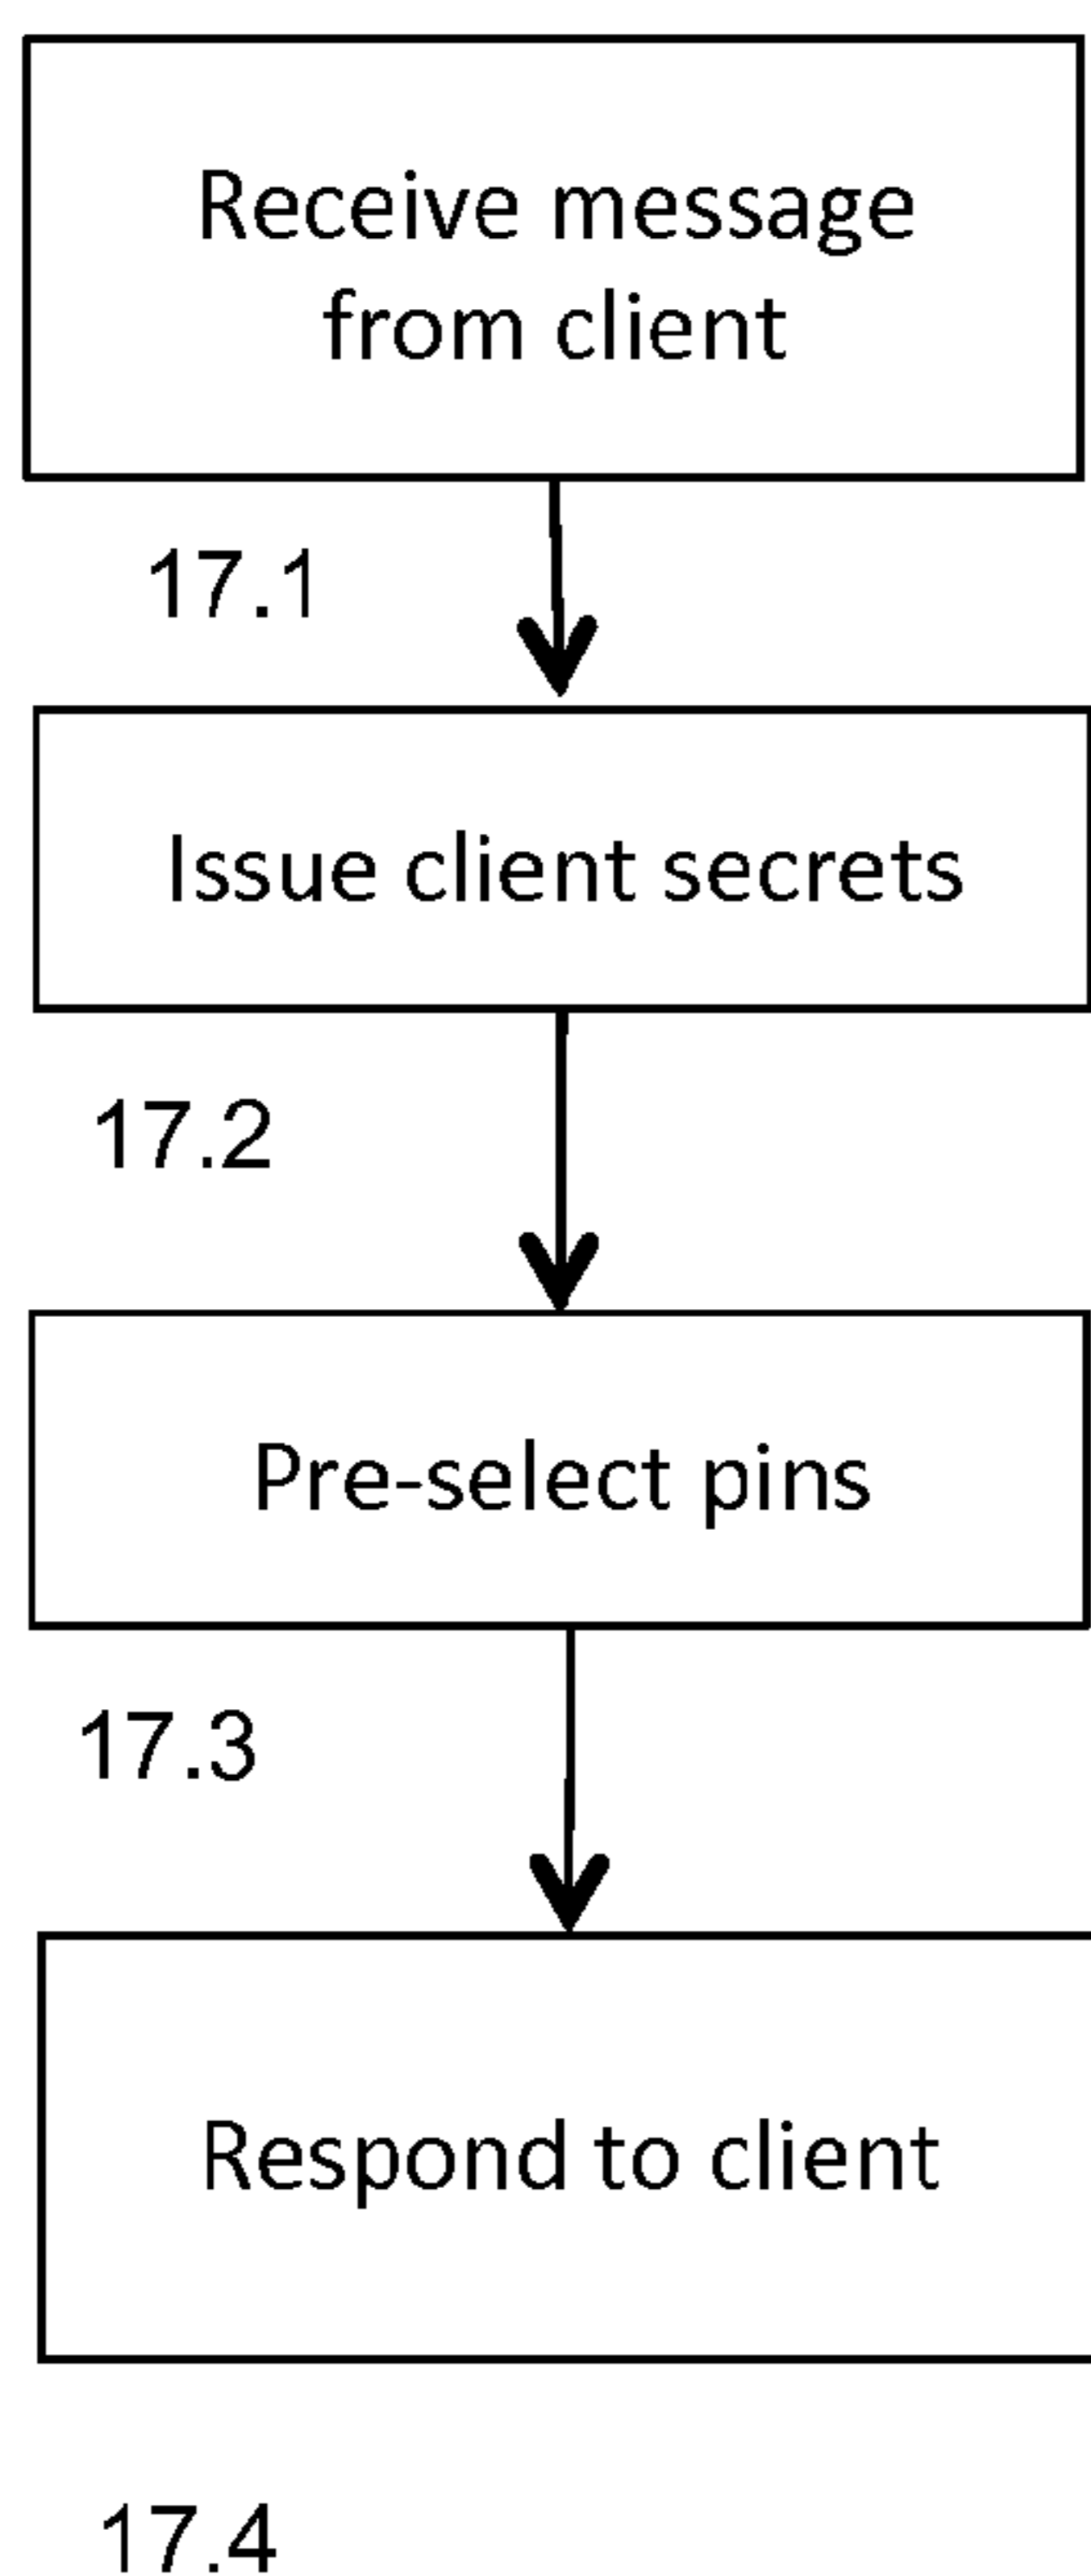 Receive message
from client
17.1
Issue client secrets
17.2
Pre-select pins
17.3
Respond to client
17.4